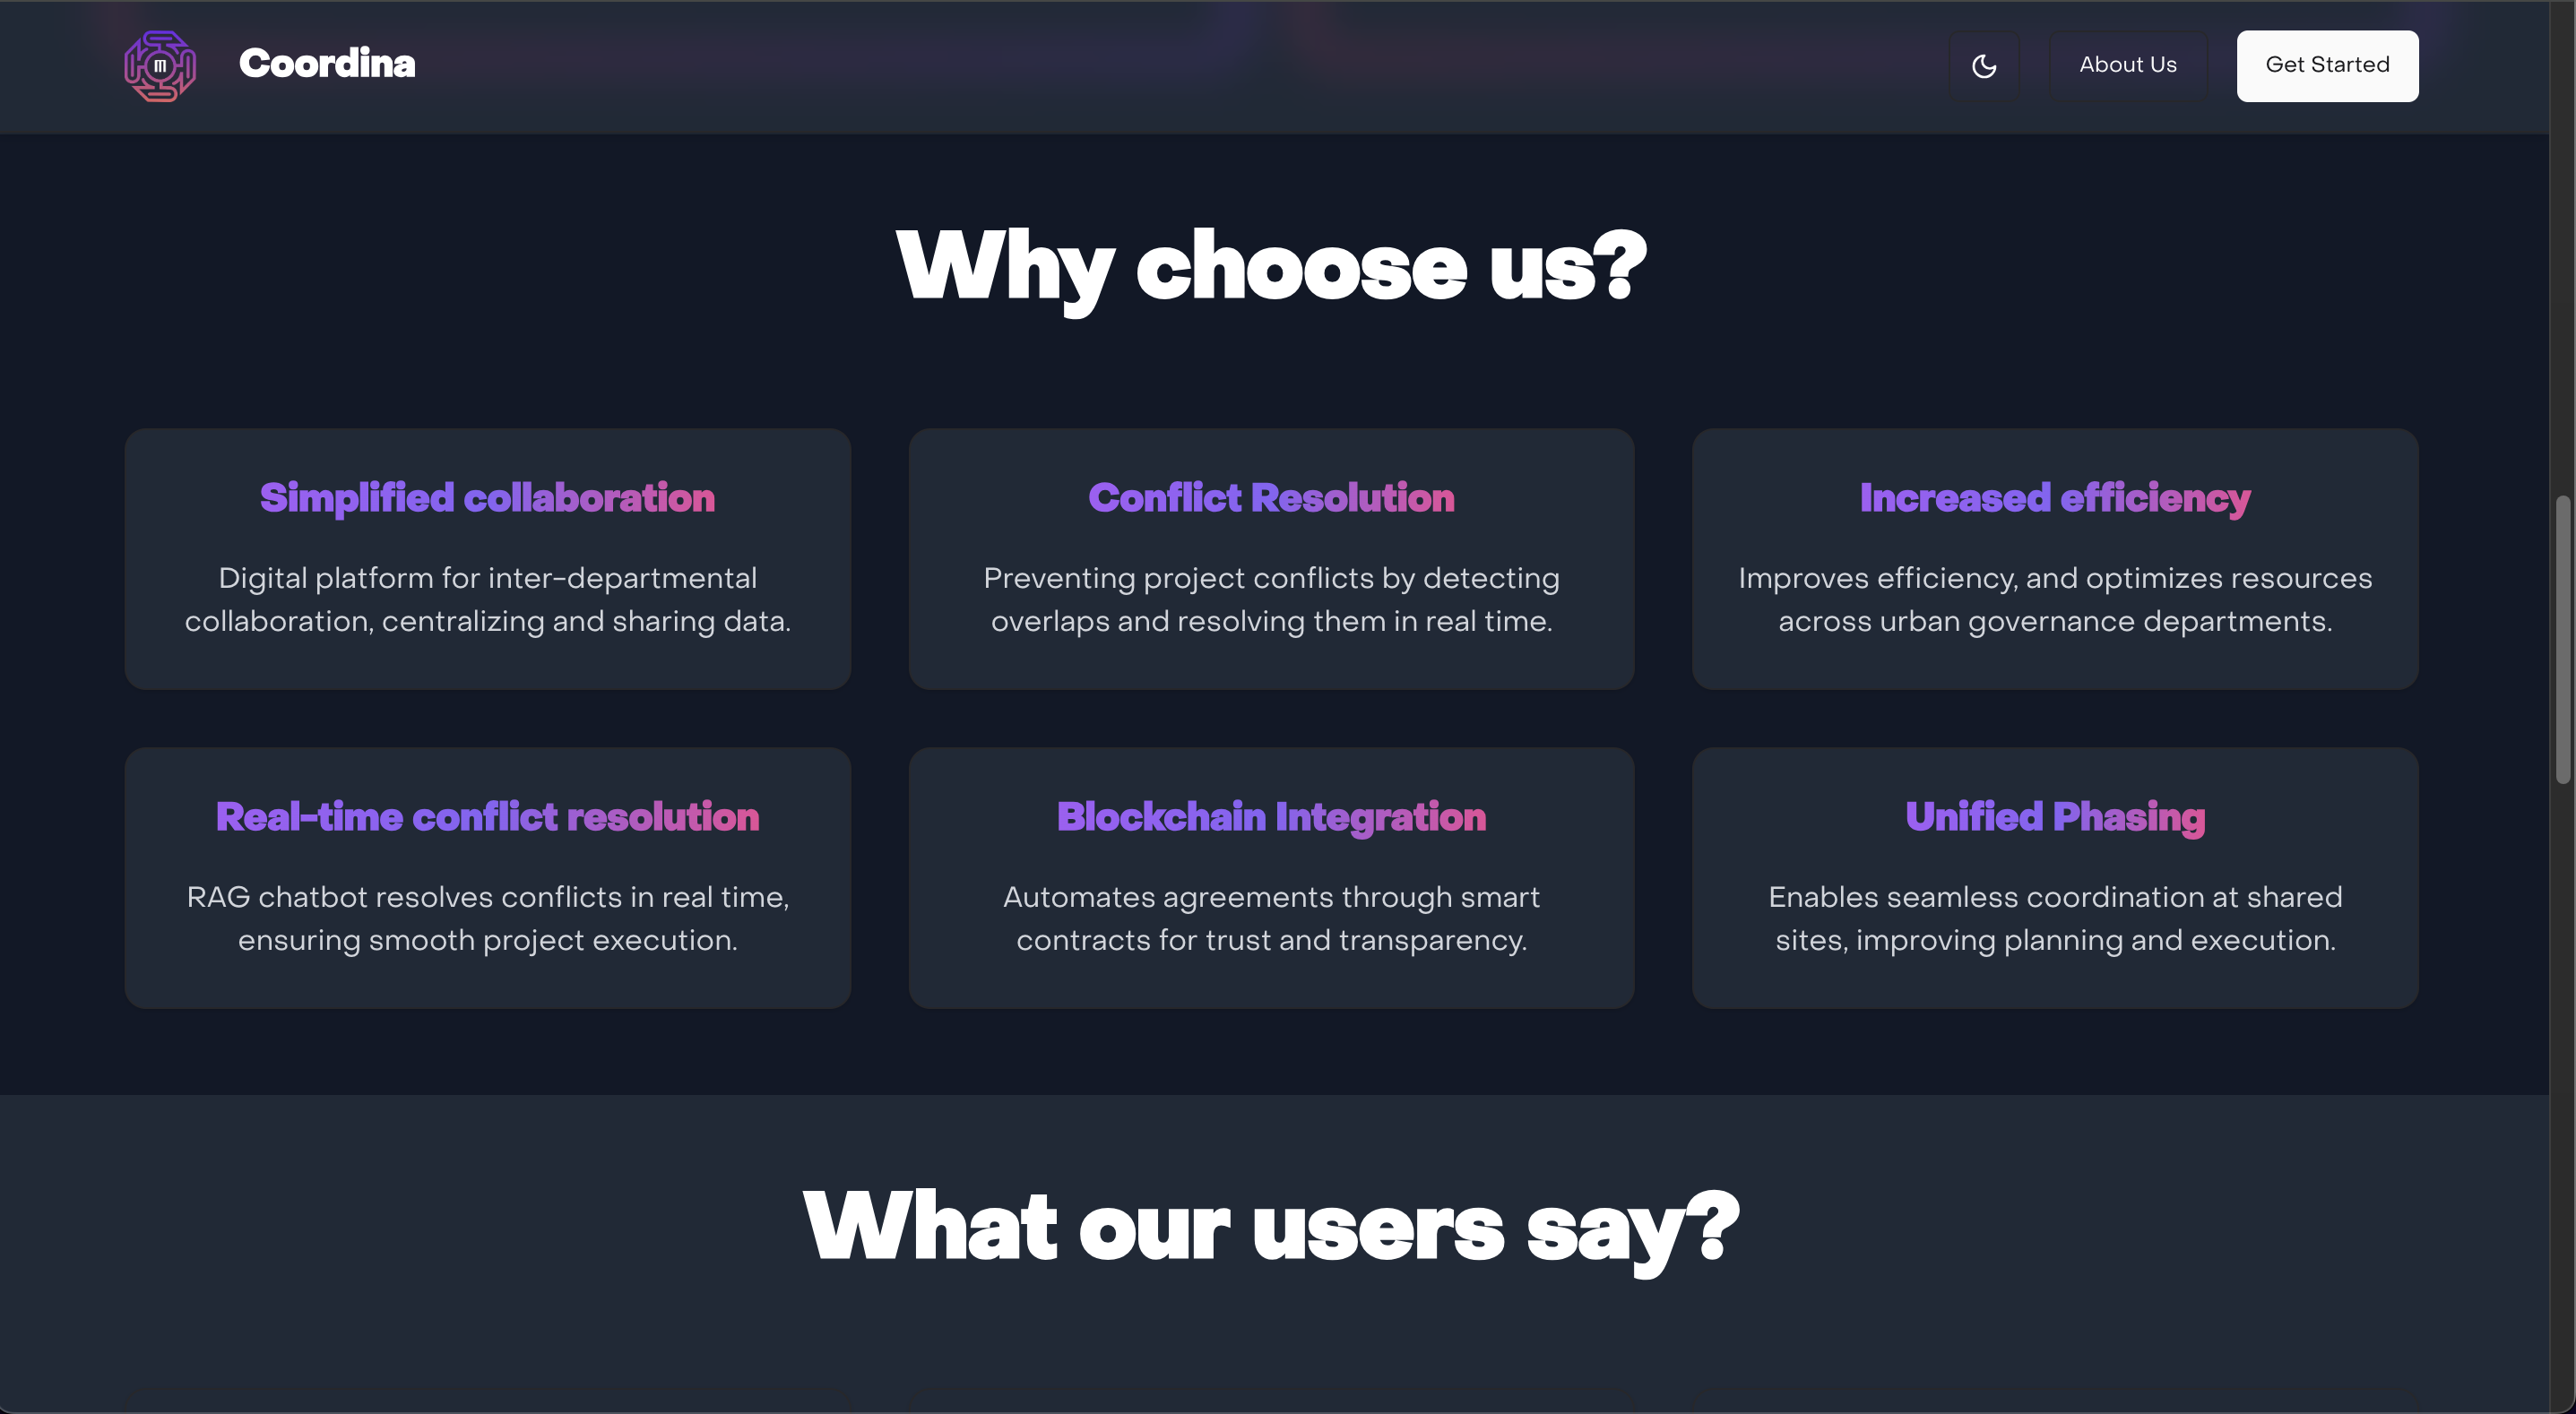 m
Coordina
About Us
Get Started
Why choose us?
Simplified collaboration
Digital platform for inter-departmental
collaboration, centralizing and sharing data.
Conflict Resolution
Preventing project conflicts by detecting
overlaps and resolving them in real time.
Increased efficiency
Improves efficiency, and optimizes resources
across urban governance departments.
Real-time conflict resolution
RAG chatbot resolves conflicts in real time,
ensuring smooth project execution.
Blockchain Integration
Automates agreements through smart
contracts for trust and transparency.
Unified Phasing
Enables seamless coordination at shared
sites, improving planning and execution.
What our users say?